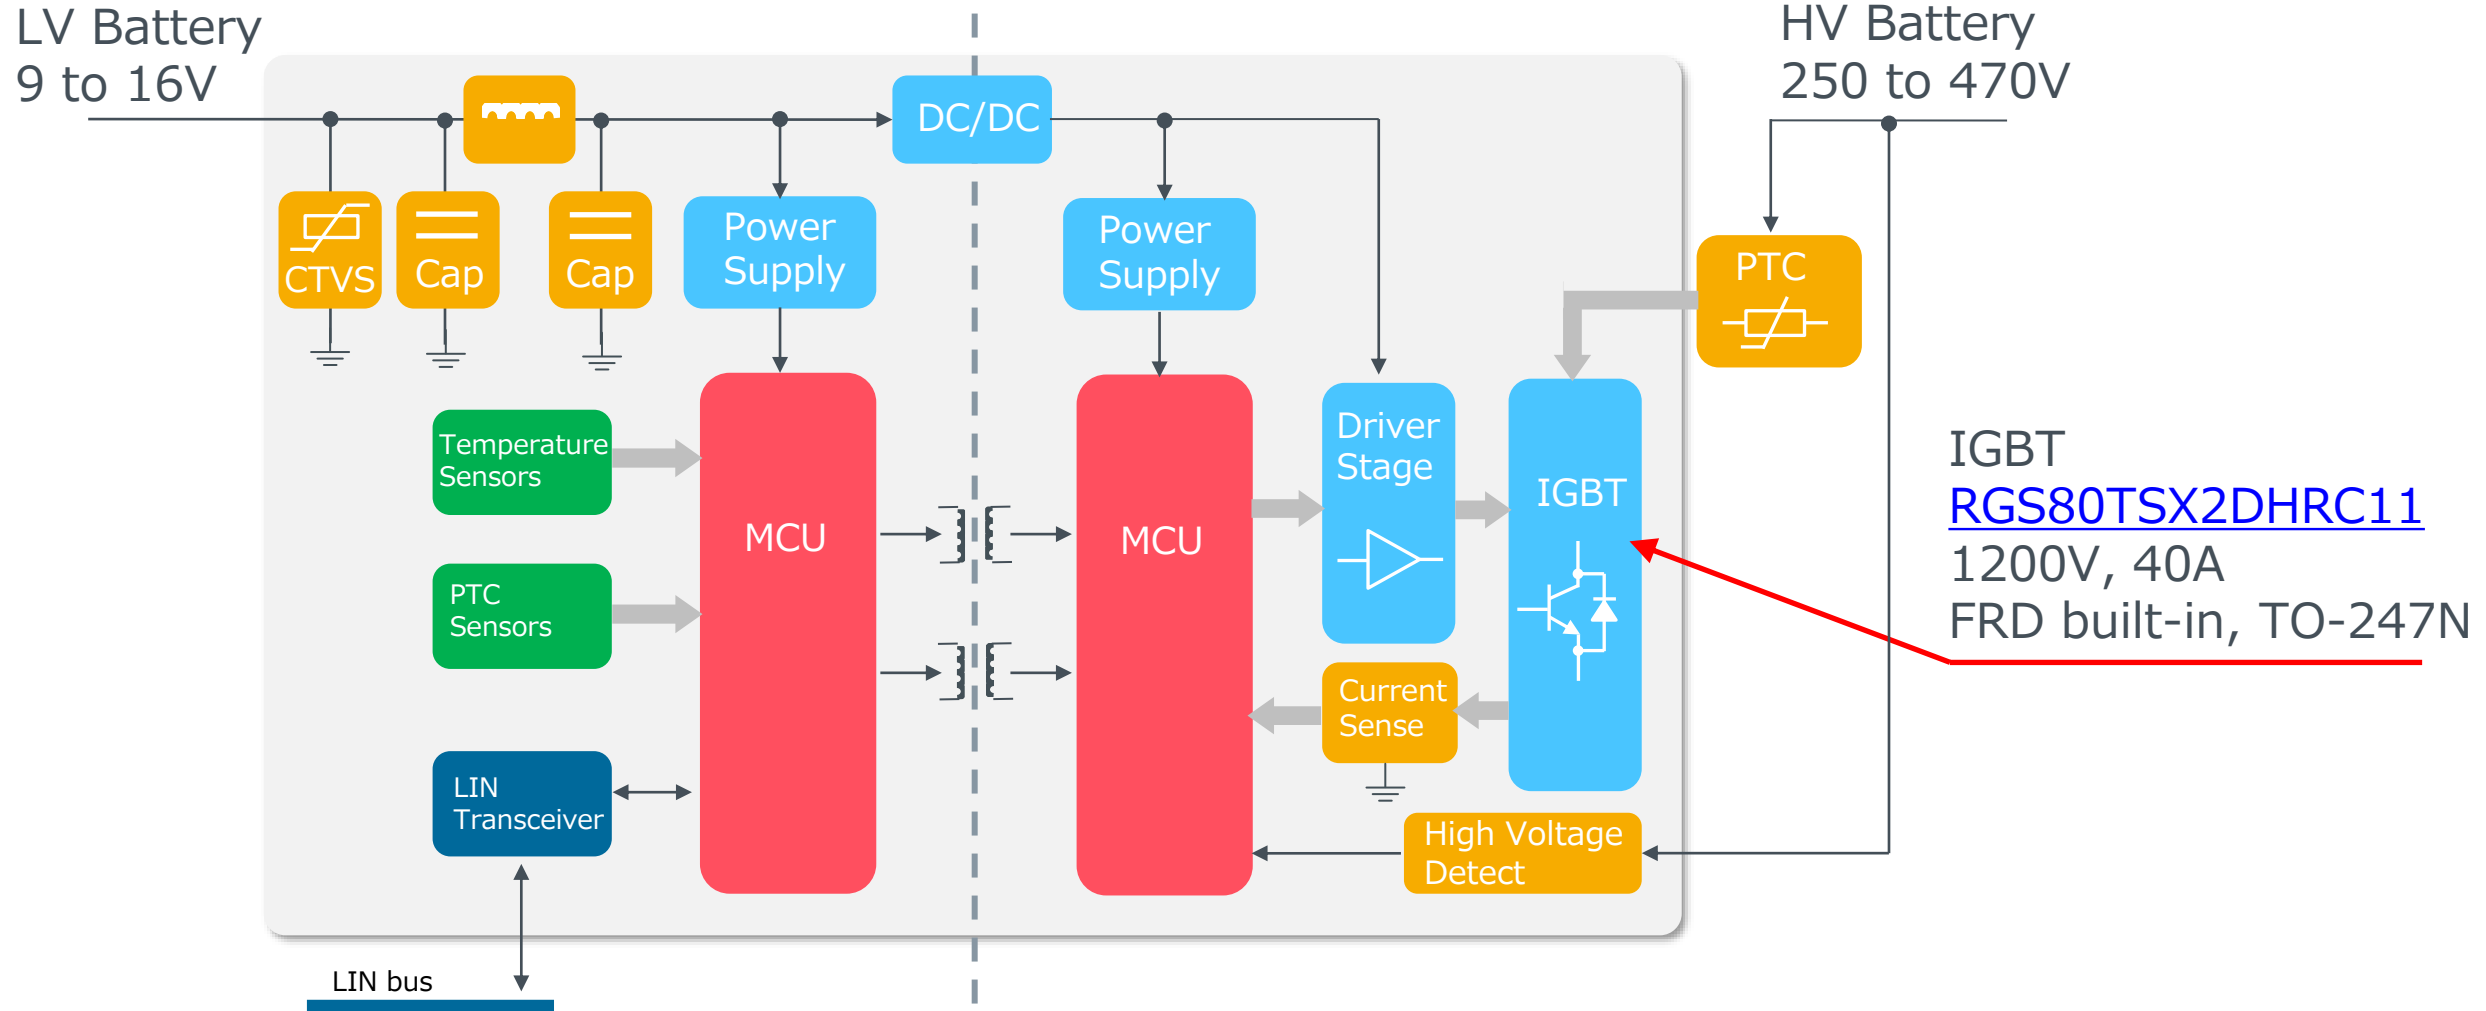 LV Battery
9 to 16V
HV Battery
250 to 470V
DC/DC
CTVS
Cap
Cap
Power
Supply
Power
Supply
PTC
Temperature
Sensors
PTC
Sensors
LIN
Transceiver
LIN bus
MCU
MCU
Driver
Stage
IGBT
Current
Sense
High Voltage
Detect
IGBT
RGS80TSX2DHRC11
1200V, 40A
FRD built-in, TO-247N